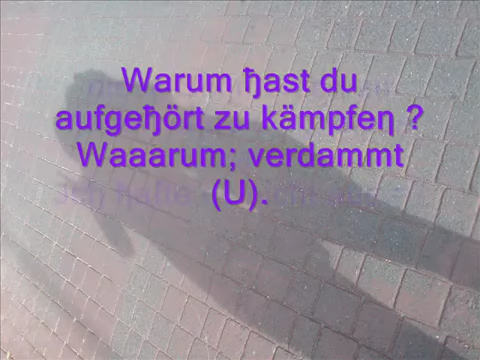 Warum ђast du
aufgeђört zu kämpfeη ?
Waaarum; verdammt
(U).